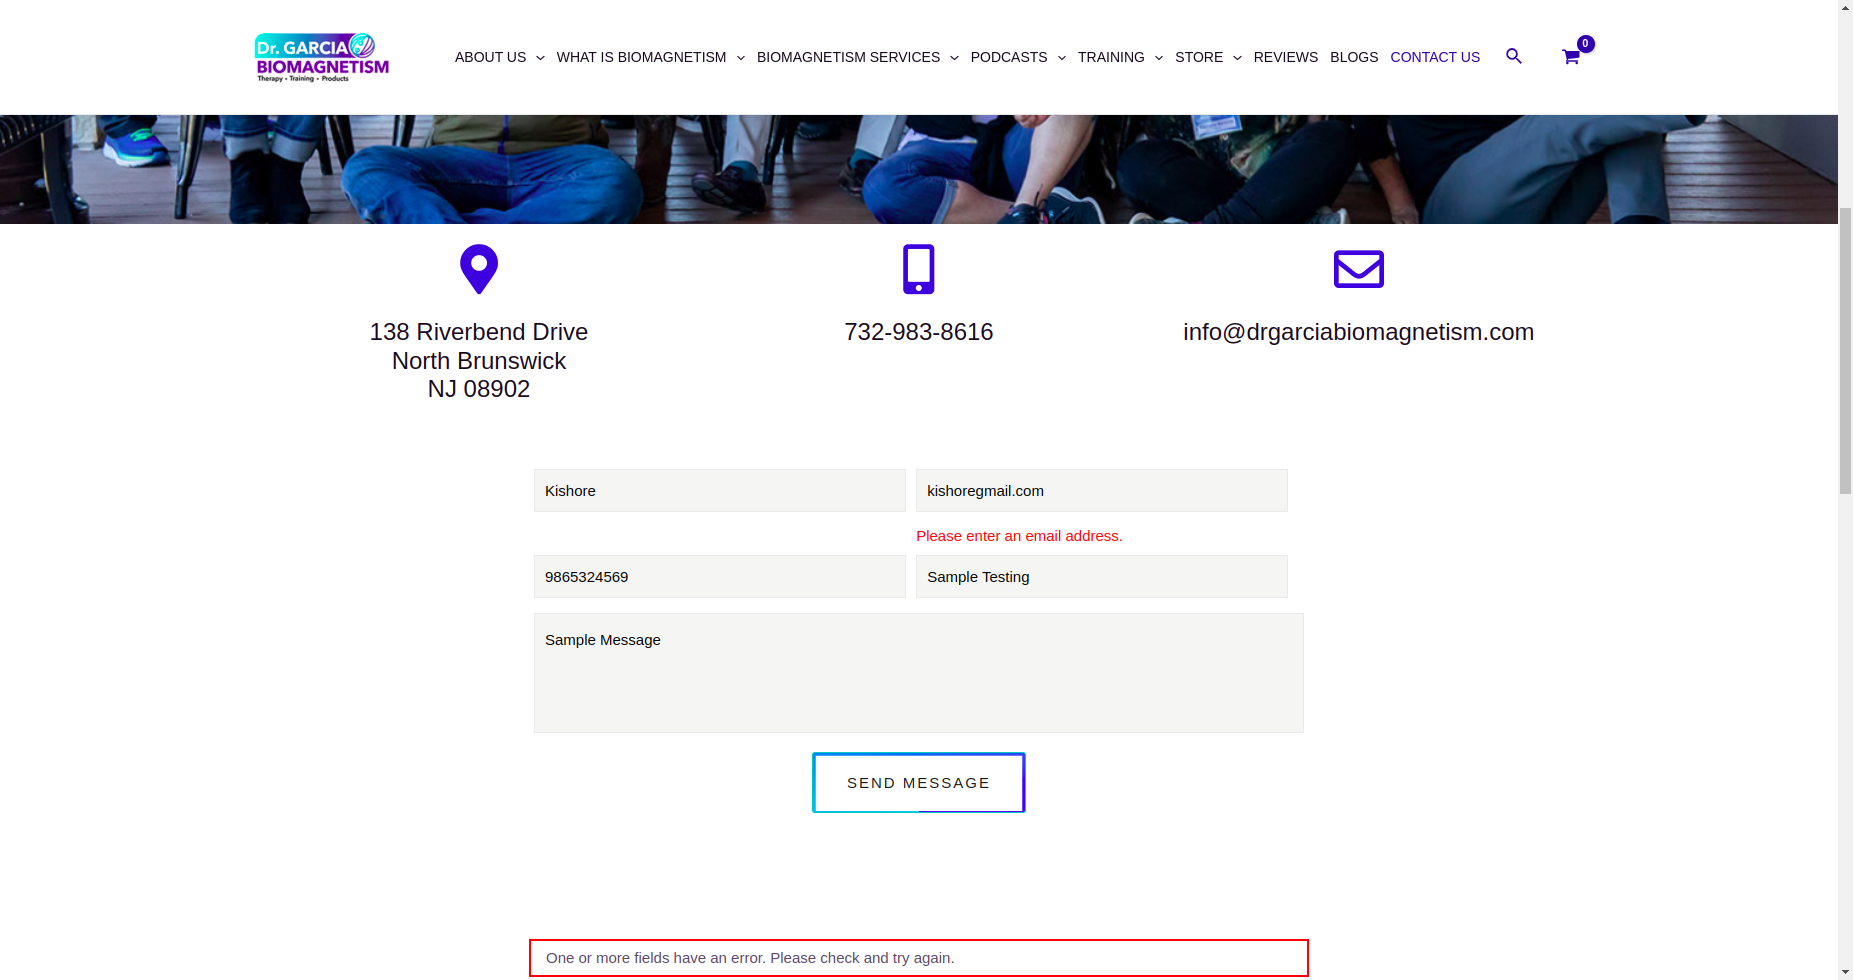 Dr. GARCIA
BIOMAGNETISM
Therapy • Training • Products
ABOUT US WHAT IS BIOMAGNETISM BIOMAGNETISM SERVICES PODCASTS TRAINING STORE REVIEWS BLOGS CONTACT US 0
138 Riverbend Drive
North Brunswick
NJ 08902
732-983-8616
info@drgarciabiomagnetism.com
Kishore kishoregmail.com
Please enter an email address.
9865324569 Sample Testing
Sample Message
SEND MESSAGE
One or more fields have an error. Please check and try again.